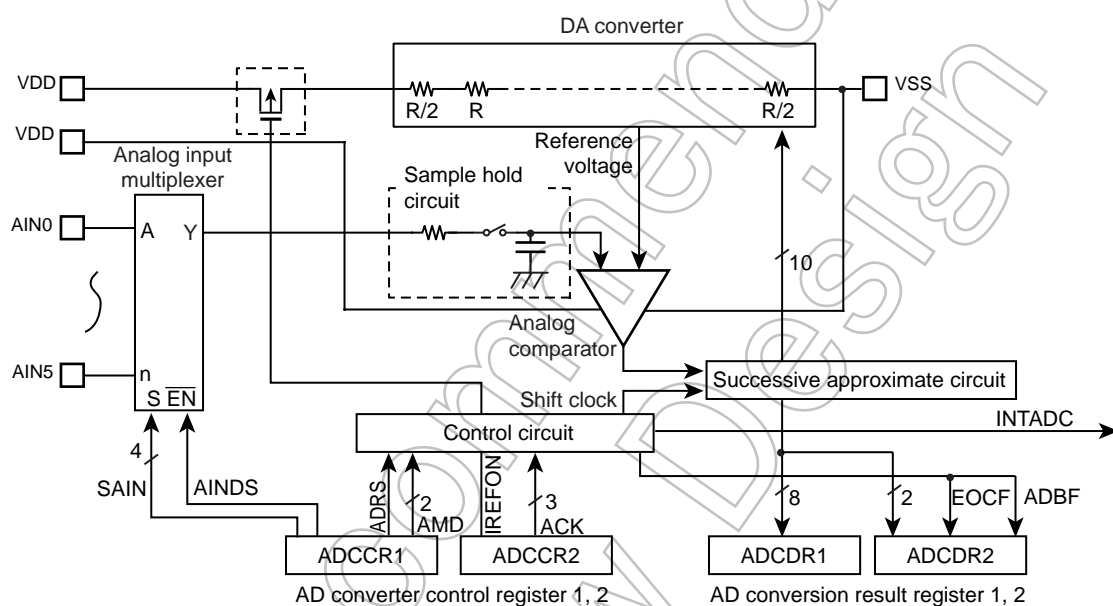 DA converter
VDD
R/2
R
R/2
VSS
VDD
Reference
voltage
Analog input
multiplexer
Sample hold
circuit
AIN0
A
Y
10
Analog
comparator
AIN5
n
S
EN
Successive approximate circuit
Shift clock
Control circuit
INTADC
4
SAIN
AINDS
ADRS
2
AMD
IREFON
3
ACK
8
2
EOCF
ADBF
ADCCR1
ADCCR2
ADCDR1
ADCDR2
AD converter control register 1, 2
AD conversion result register 1, 2